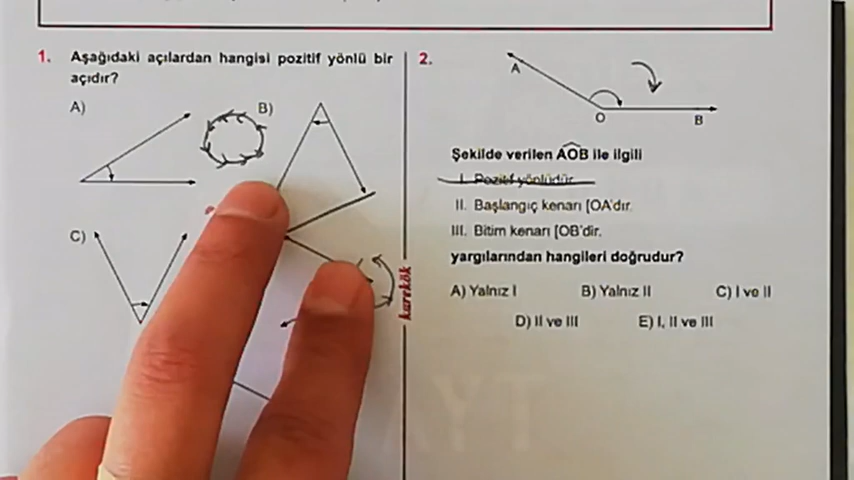 1. Aşağıdaki açılardan hangisi pozitif yönlü bir
açıdır?
A)
B)
C)
karekök
2.
A
O
B
Şekilde verilen AOB ile ilgili
I. Pozitif yönlüdür.
II. Başlangıç kenarı [OA'dır.
III. Bitim kenarı [OB'dir.
yargılarından hangileri doğrudur?
A) Yalnız I B) Yalnız II C) I ve II
D) II ve III E) I, II ve III
AYT